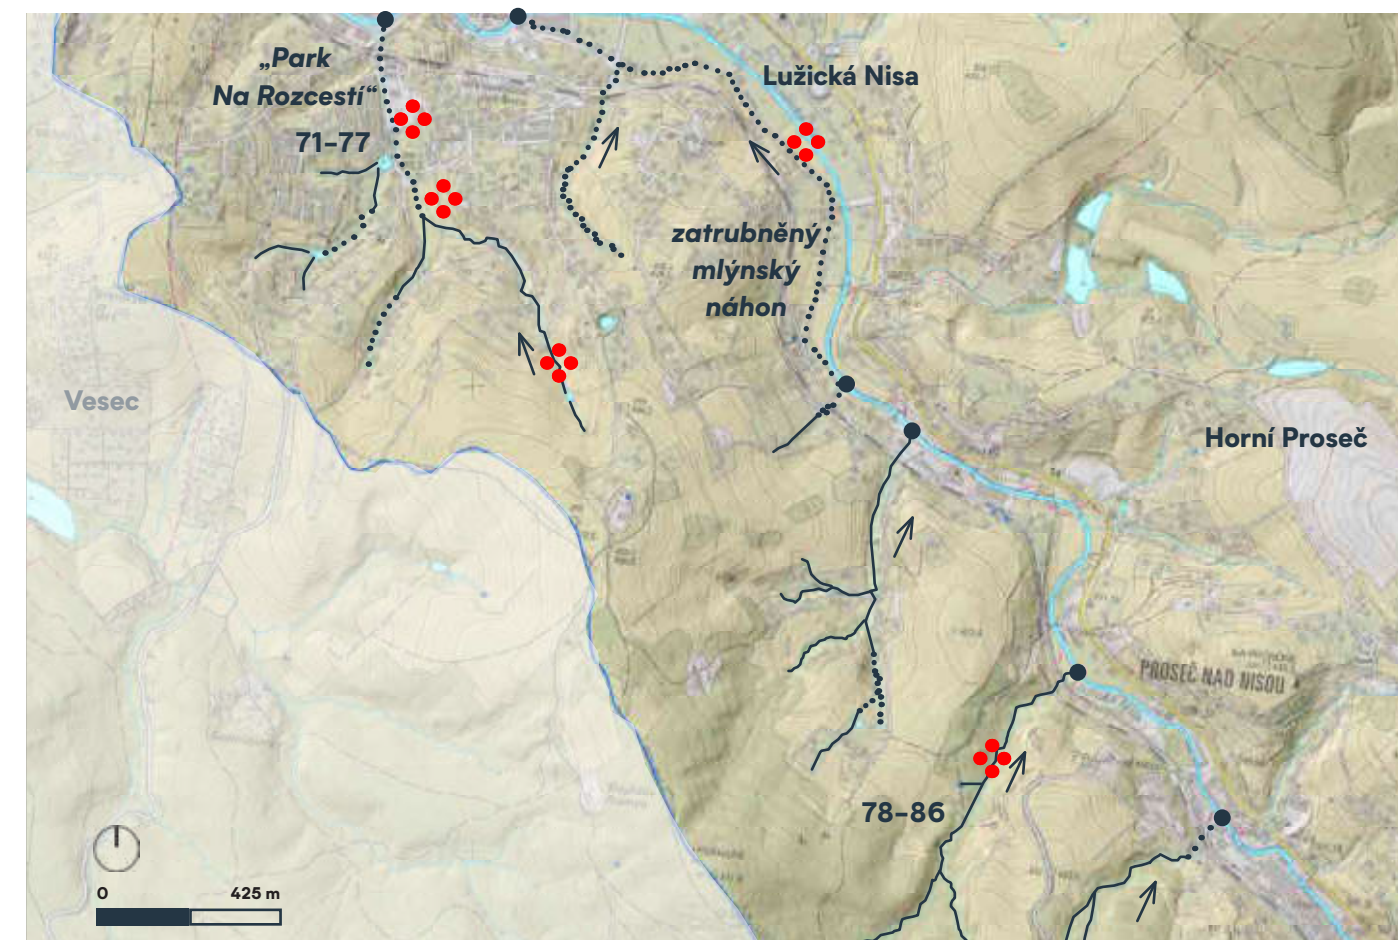 „Park
Na Rozcestí“
71–77
Lužická Nisa
zatrubněný
mlýnský
náhon
Vesec
Horní Proseč
PROSEČ NAD NISOU
78–86
0
425 m